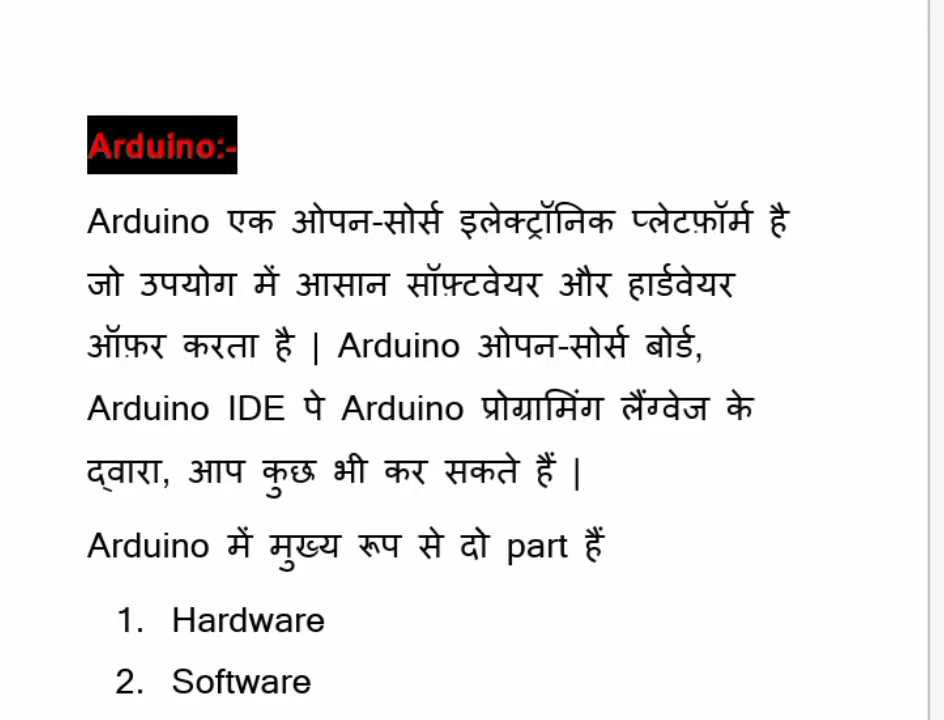 Arduino:-
Arduino एक ओपन-सोर्स इलेक्ट्रॉनिक प्लेटफ़ॉर्म है
जो उपयोग में आसान सॉफ़्टवेयर और हार्डवेयर
ऑफ़र करता है | Arduino ओपन-सोर्स बोर्ड,
Arduino IDE पे Arduino प्रोग्रामिंग लैंग्वेज के
द्वारा, आप कुछ भी कर सकते हैं |
Arduino में मुख्य रूप से दो part हैं
1. Hardware
2. Software